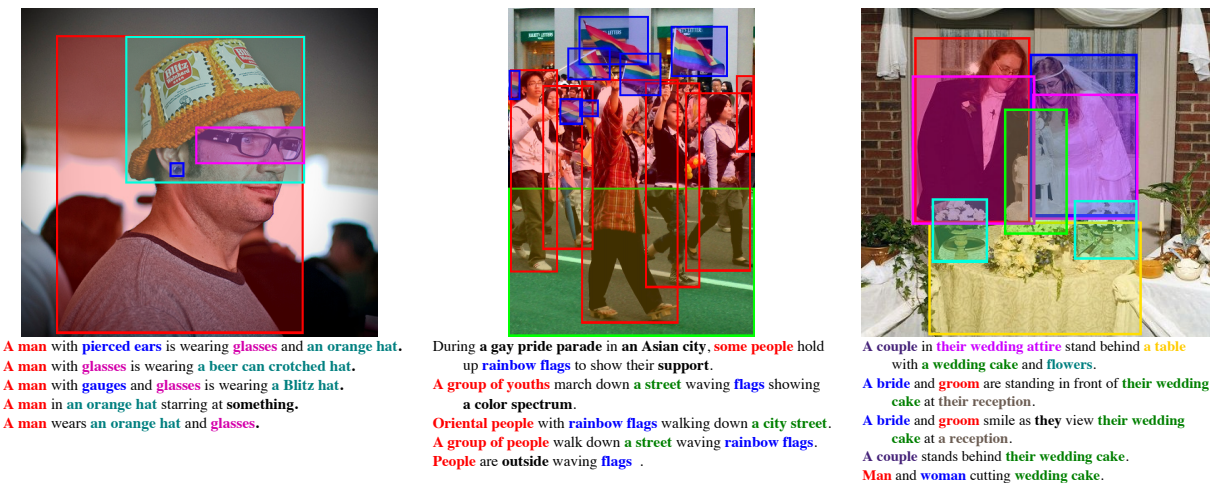 Blitz
Blitz
A man with pierced ears is wearing glasses and an orange hat.
A man with glasses is wearing a beer can crotched hat.
A man with gauges and glasses is wearing a Blitz hat.
A man in an orange hat starring at something.
A man wears an orange hat and glasses.
During a gay pride parade in an Asian city, some people hold
up rainbow flags to show their support.
A group of youths march down a street waving flags showing
a color spectrum.
Oriental people with rainbow flags walking down a city street.
A group of people walk down a street waving rainbow flags.
People are outside waving flags .
A couple in their wedding attire stand behind a table
with a wedding cake and flowers.
A bride and groom are standing in front of their wedding
cake at their reception.
A bride and groom smile as they view their wedding
cake at a reception.
A couple stands behind their wedding cake.
Man and woman cutting wedding cake.